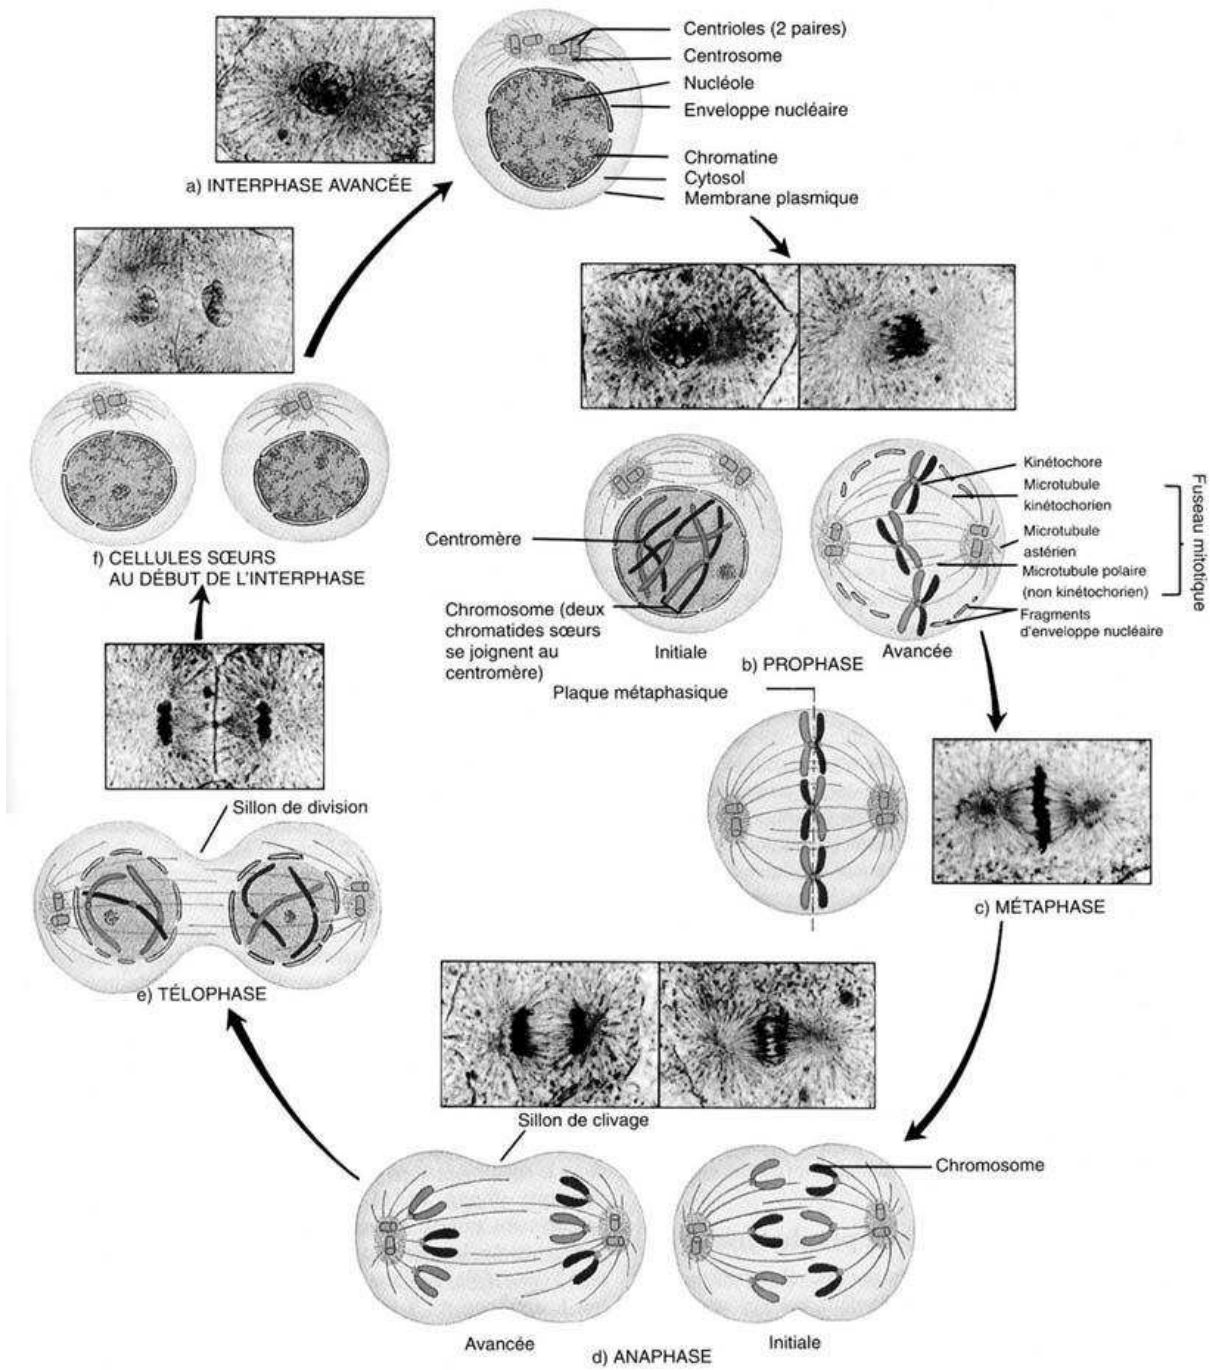 Centrioles (2 paires)
Centrosome
Nucléole
Enveloppe nucléaire
Chromatine
Cytosol
Membrane plasmique
a) INTERPHASE AVANCÉE
Kinétochore
Microtubule
kinétochorien
Microtubule
astérien
Microtubule polaire
(non kinétochorien)
Fragments
d'enveloppe nucléaire
Fuseau mitotique
Centromère
Chromosome (deux
chromatides sœurs
se joignent au
centromère)
Initiale
Avancée
b) PROPHASE
Plaque métaphasique
c) MÉTAPHASE
Chromosome
Sillon de clivage
Avancée
Initiale
d) ANAPHASE
Sillon de division
e) TÉLOPHASE
f) CELLULES SŒURS
AU DÉBUT DE L'INTERPHASE